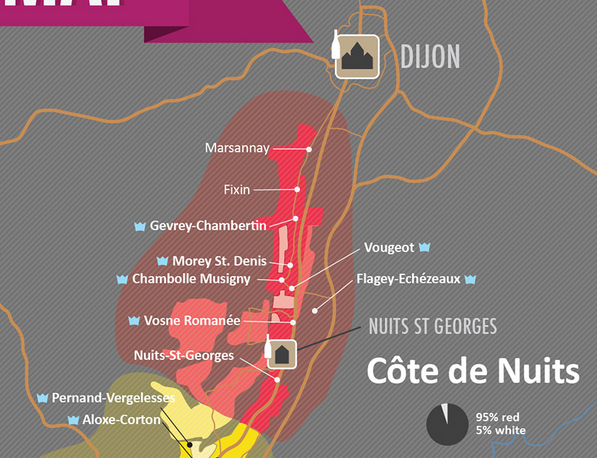 MAP
DIJON
Marsannay
Fixin
Gevrey-Chambertin
Morey St. Denis
Vougeot
Chambolle Musigny
Flagey-Echézeaux
Vosne Romanée
NUITS ST GEORGES
Nuits-St-Georges
Côte de Nuits
Pernand-Vergelesses
Aloxe-Corton
95% red
5% white